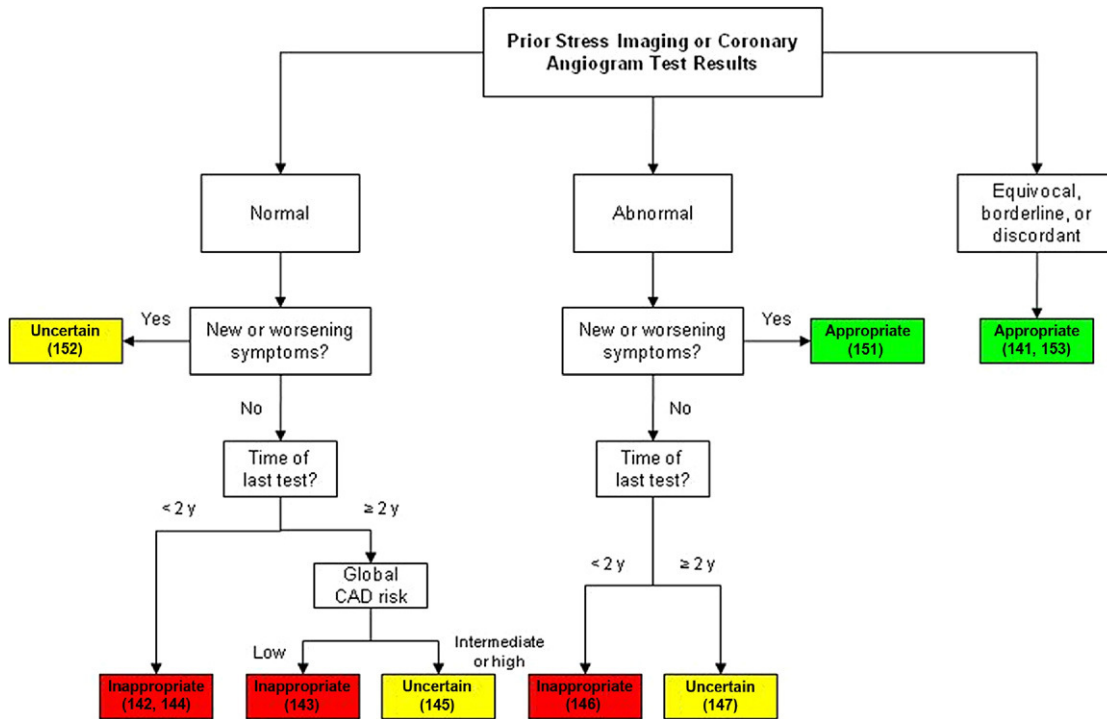 Prior Stress Imaging or Coronary
Angiogram Test Results
Normal
Abnormal
Equivocal,
borderline, or
discordant
Uncertain
(152)
Yes
New or worsening
symptoms?
New or worsening
symptoms?
Yes
Appropriate
(151)
Appropriate
(141, 153)
No
No
Time of
last test?
Time of
last test?
< 2 y
≥ 2 y
Global
CAD risk
< 2 y
≥ 2 y
Low
Intermediate
or high
Inappropriate
(142, 144)
Inappropriate
(143)
Uncertain
(145)
Inappropriate
(146)
Uncertain
(147)